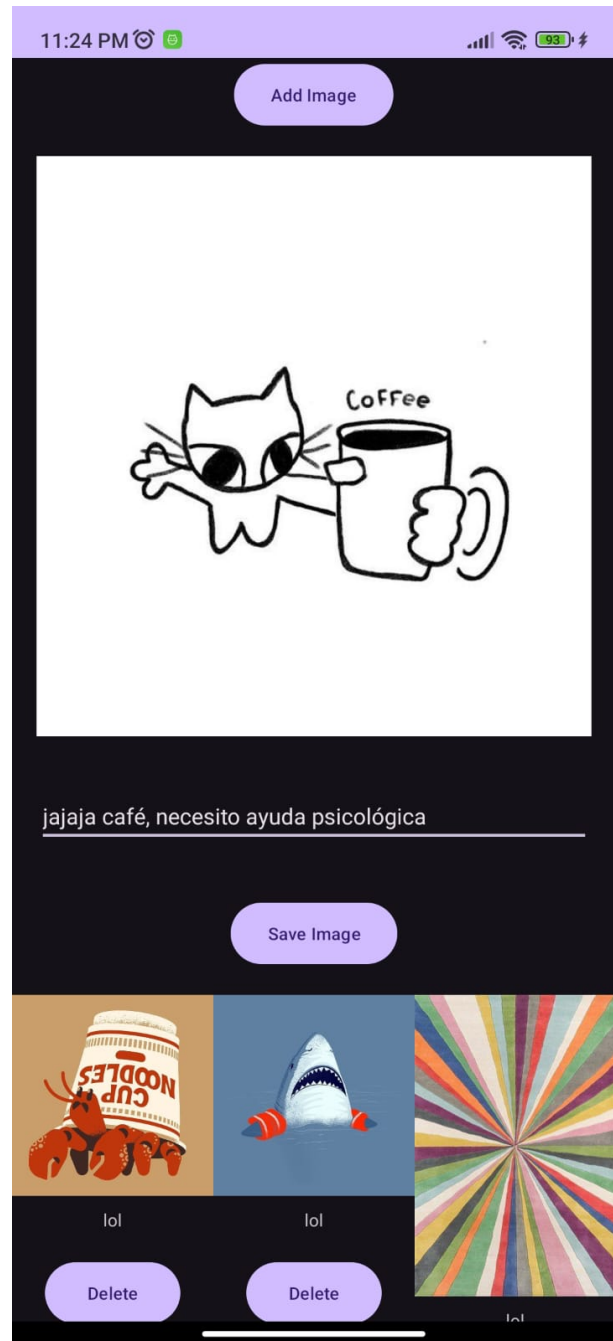 11:24 PM
93
Add Image
CoFFee
jajaja café, necesito ayuda psicológica
Save Image
CUP
NOODLES
lol
lol
Delete
Delete
lol